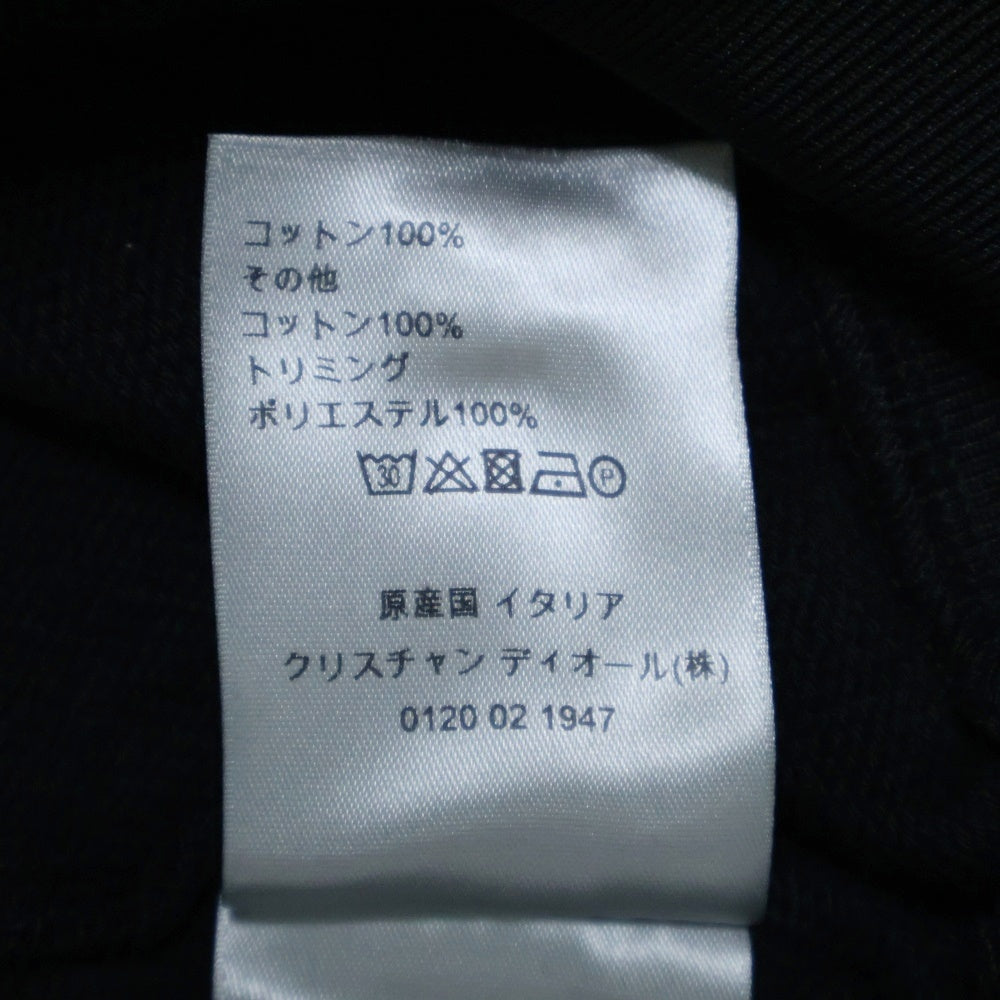 コットン100%
その他
コットン100%
トリミング
ポリエステル100%
30 P
原産国 イタリア
クリスチャン ディオール(株)
0120 02 1947